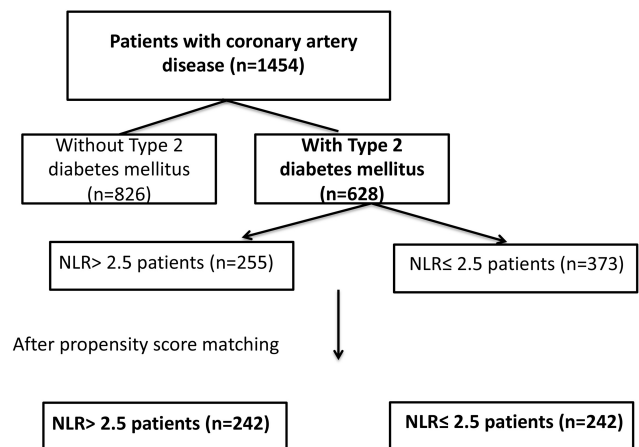 Patients with coronary artery
disease (n=1454)
Without Type 2
diabetes mellitus
(n=826)
With Type 2
diabetes mellitus
(n=628)
NLR> 2.5 patients (n=255)
NLR≤ 2.5 patients (n=373)
After propensity score matching
NLR> 2.5 patients (n=242)
NLR≤ 2.5 patients (n=242)